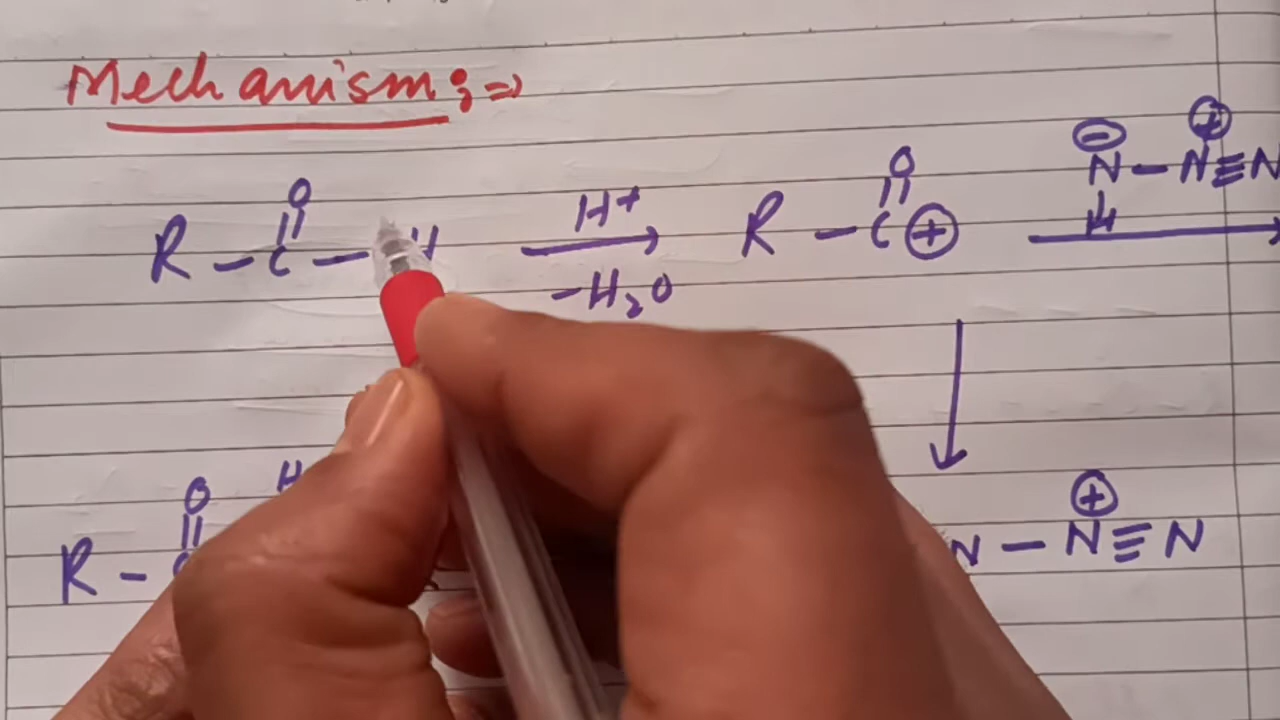 Mechanism:⇒
⊖ ⊕
N – N ≡ N
H
O O
R – C – H H+ → R – C ⊕ →
-H2O
↓
O H ⊕
R – C N – N ≡ N